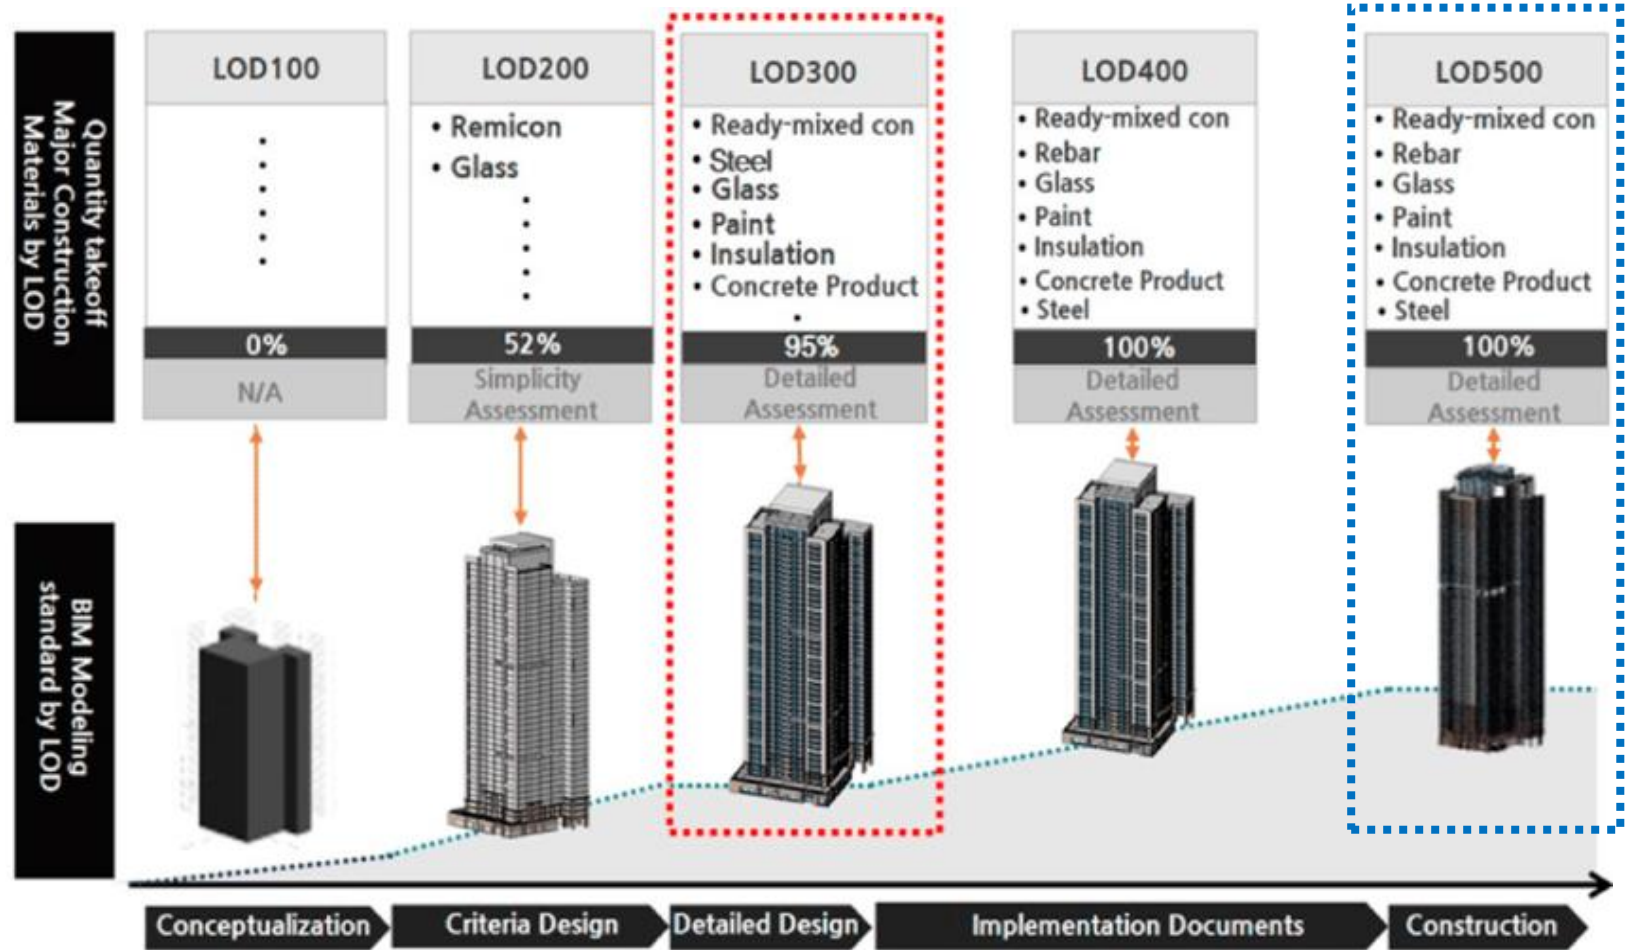 Quantity takeoff
Major Construction
Materials by LOD
LOD100
0%
N/A
LOD200
• Remicon
• Glass
52%
Simplicity
Assessment
LOD300
• Ready-mixed con
• Steel
• Glass
• Paint
• Insulation
• Concrete Product
95%
Detailed
Assessment
LOD400
• Ready-mixed con
• Rebar
• Glass
• Paint
• Insulation
• Concrete Product
• Steel
100%
Detailed
Assessment
LOD500
• Ready-mixed con
• Rebar
• Glass
• Paint
• Insulation
• Concrete Product
• Steel
100%
Detailed
Assessment
BIM Modeling
standard by LOD
Conceptualization
Criteria Design
Detailed Design
Implementation Documents
Construction